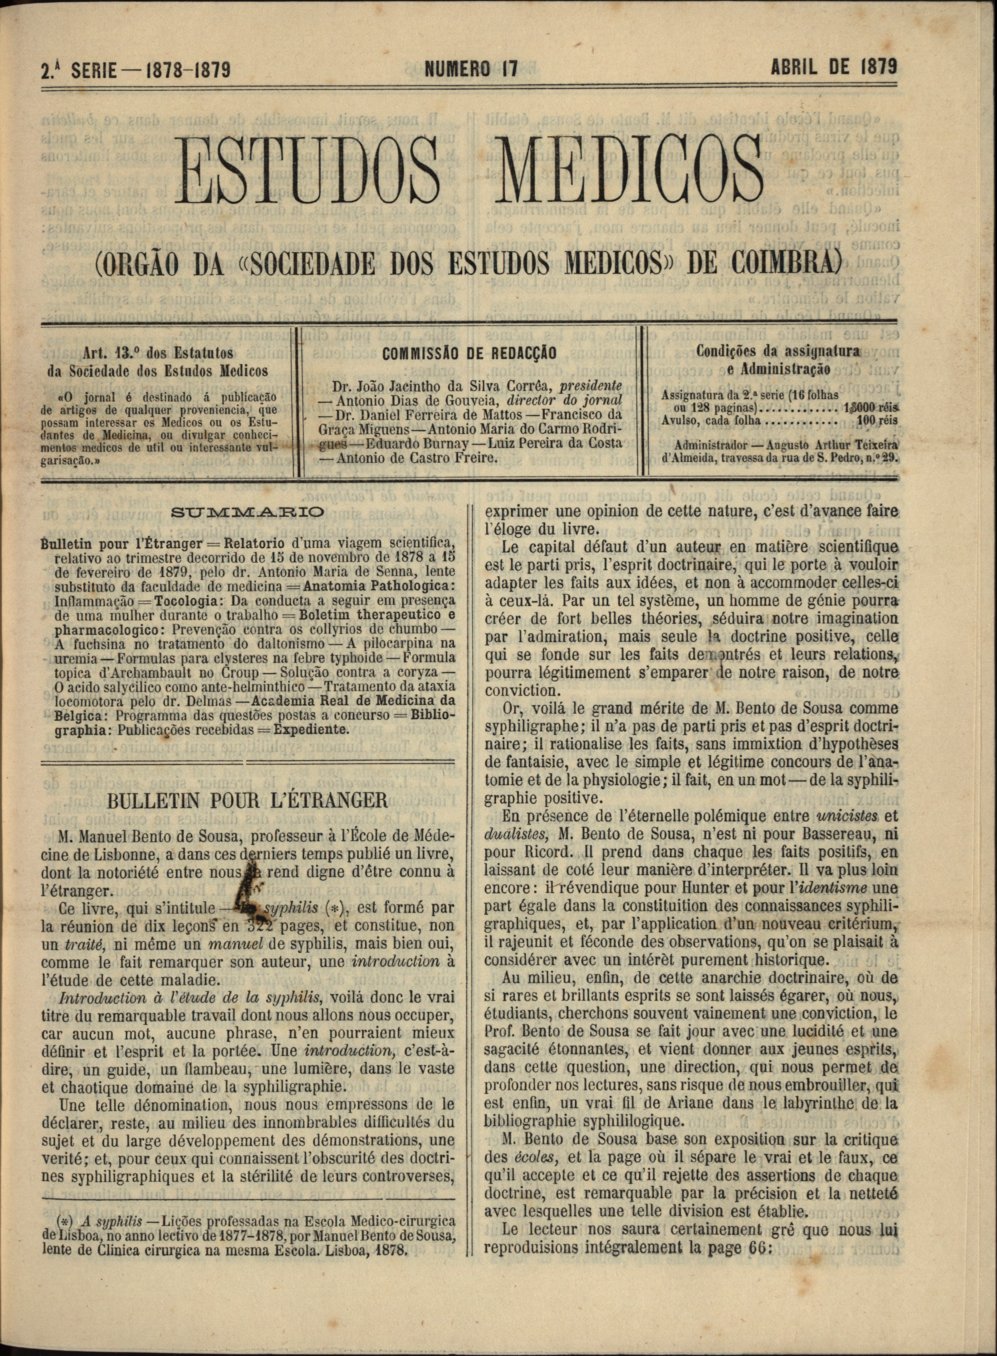 2.ª SERIE — 1878-1879
NUMERO 17
ABRIL DE 1879
ESTUDOS MEDICOS
(ORGÃO DA «SOCIEDADE DOS ESTUDOS MEDICOS» DE COIMBRA)
Art. 13.º dos Estatutos
da Sociedade dos Estudos Medicos
«O jornal é destinado á publicação
de artigos de qualquer proveniencia, que
possam interessar os Medicos ou os Estu-
dantes de Medicina, ou divulgar conheci-
mentos medicos de util ou interessante vul-
garisação.»
COMMISSÃO DE REDACÇÃO
Dr. João Jacintho da Silva Corrêa, presidente
— Antonio Dias de Gouveia, director do jornal
— Dr. Daniel Ferreira de Mattos — Francisco da
Graça Miguens — Antonio Maria do Carmo Rodri-
gues — Eduardo Burnay — Luiz Pereira da Costa
— Antonio de Castro Freire.
Condições da assignatura
e Administração
Assignatura da 2.ª serie (16 folhas
ou 128 paginas)............ 1$000 réis
Avulso, cada folha ............ 100 réis
Administrador — Augusto Arthur Teixeira
d'Almeida, travessa da rua de S. Pedro, n.º 29.
SUMMARIO
Bulletin pour l'Étranger = Relatorio d'uma viagem scientifica,
relativo ao trimestre decorrido de 15 de novembro de 1878 a 15
de fevereiro de 1879, pelo dr. Antonio Maria de Senna, lente
substituto da faculdade de medicina = Anatomia Pathologica:
Inflammação = Tocologia: Da conducta a seguir em presença
de uma mulher durante o trabalho = Boletim therapeutico e
pharmacologico: Prevenção contra os collyrios de chumbo —
A fuchsina no tratamento do daltonismo — A pilocarpina na
uremia — Formulas para clysteres na febre typhoide — Formula
topica d'Archambault no Croup — Solução contra a coryza —
O acido salycilico como ante-helminthico — Tratamento da ataxia
locomotora pelo dr. Delmas — Academia Real de Medicina da
Belgica: Programma das questões postas a concurso = Biblio-
graphia: Publicações recebidas = Expediente.
BULLETIN POUR L'ÉTRANGER
M. Manuel Bento de Sousa, professeur à l'École de Méde-
cine de Lisbonne, a dans ces derniers temps publié un livre,
dont la notoriété entre nous rend digne d'être connu à
l'étranger.
Ce livre, qui s'intitule — syphilis (*), est formé par
la réunion de dix leçons en 322 pages, et constitue, non
un traité, ni même un manuel de syphilis, mais bien oui,
comme le fait remarquer son auteur, une introduction à
l'étude de cette maladie.
Introduction à l'étude de la syphilis, voilá donc le vrai
titre du remarquable travail dont nous allons nous occuper,
car aucun mot, aucune phrase, n'en pourraient mieux
définir et l'esprit et la portée. Une introduction, c'est-à-
dire, un guide, un flambeau, une lumière, dans le vaste
et chaotique domaine de la syphiligraphie.
Une telle dénomination, nous nous empressons de le
déclarer, reste, au milieu des innombrables difficultés du
sujet et du large développement des démonstrations, une
verité; et, pour ceux qui connaissent l'obscurité des doctri-
nes syphiligraphiques et la stérilité de leurs controverses,
(*) A syphilis — Lições professadas na Escola Medico-cirurgica
de Lisboa, no anno lectivo de 1877-1878, por Manuel Bento de Sousa,
lente de Clinica cirurgica na mesma Escola. Lisboa, 1878.
exprimer une opinion de cette nature, c'est d'avance faire
l'éloge du livre.
Le capital défaut d'un auteur en matière scientifique
est le parti pris, l'esprit doctrinaire, qui le porte à vouloir
adapter les faits aux idées, et non à accommoder celles-ci
à ceux-lá. Par un tel système, un homme de génie pourra
créer de fort belles théories, séduira notre imagination
par l'admiration, mais seule la doctrine positive, celle
qui se fonde sur les faits demontrés et leurs relations,
pourra légitimement s'emparer de notre raison, de notre
conviction.
Or, voilá le grand mérite de M. Bento de Sousa comme
syphiligraphe; il n'a pas de parti pris et pas d'esprit doctri-
naire; il rationalise les faits, sans immixtion d'hypothèses
de fantaisie, avec le simple et légitime concours de l'ana-
tomie et de la physiologie; il fait, en un mot — de la syphili-
graphie positive.
En présence de l'éternelle polémique entre unicistes et
dualistes, M. Bento de Sousa, n'est ni pour Bassereau, ni
pour Ricord. Il prend dans chaque les faits positifs, en
laissant de coté leur manière d'interpréter. Il va plus loin
encore: il révendique pour Hunter et pour l'identisme une
part égale dans la constituition des connaissances syphili-
graphiques, et, par l'application d'un nouveau critérium,
il rajeunit et féconde des observations, qu'on se plaisait à
considérer avec un intérèt purement historique.
Au milieu, enfin, de cette anarchie doctrinaire, où de
si rares et brillants esprits se sont laissés égarer, où nous,
étudiants, cherchons souvent vainement une conviction, le
Prof. Bento de Sousa se fait jour avec une lucidité et une
sagacité étonnantes, et vient donner aux jeunes esprits,
dans cette question, une direction, qui nous permet de
profonder nos lectures, sans risque de nous embrouiller, qui
est enfin, un vrai fil de Ariane dans le labyrinthe de la
bibliographie syphililogique.
M. Bento de Sousa base son exposition sur la critique
des écoles, et la page où il sépare le vrai et le faux, ce
qu'il accepte et ce qu'il rejette des assertions de chaque
doctrine, est remarquable par la précision et la netteté
avec lesquelles une telle division est établie.
Le lecteur nos saura certainement gré que nous lui
reproduisions intégralement la page 66: